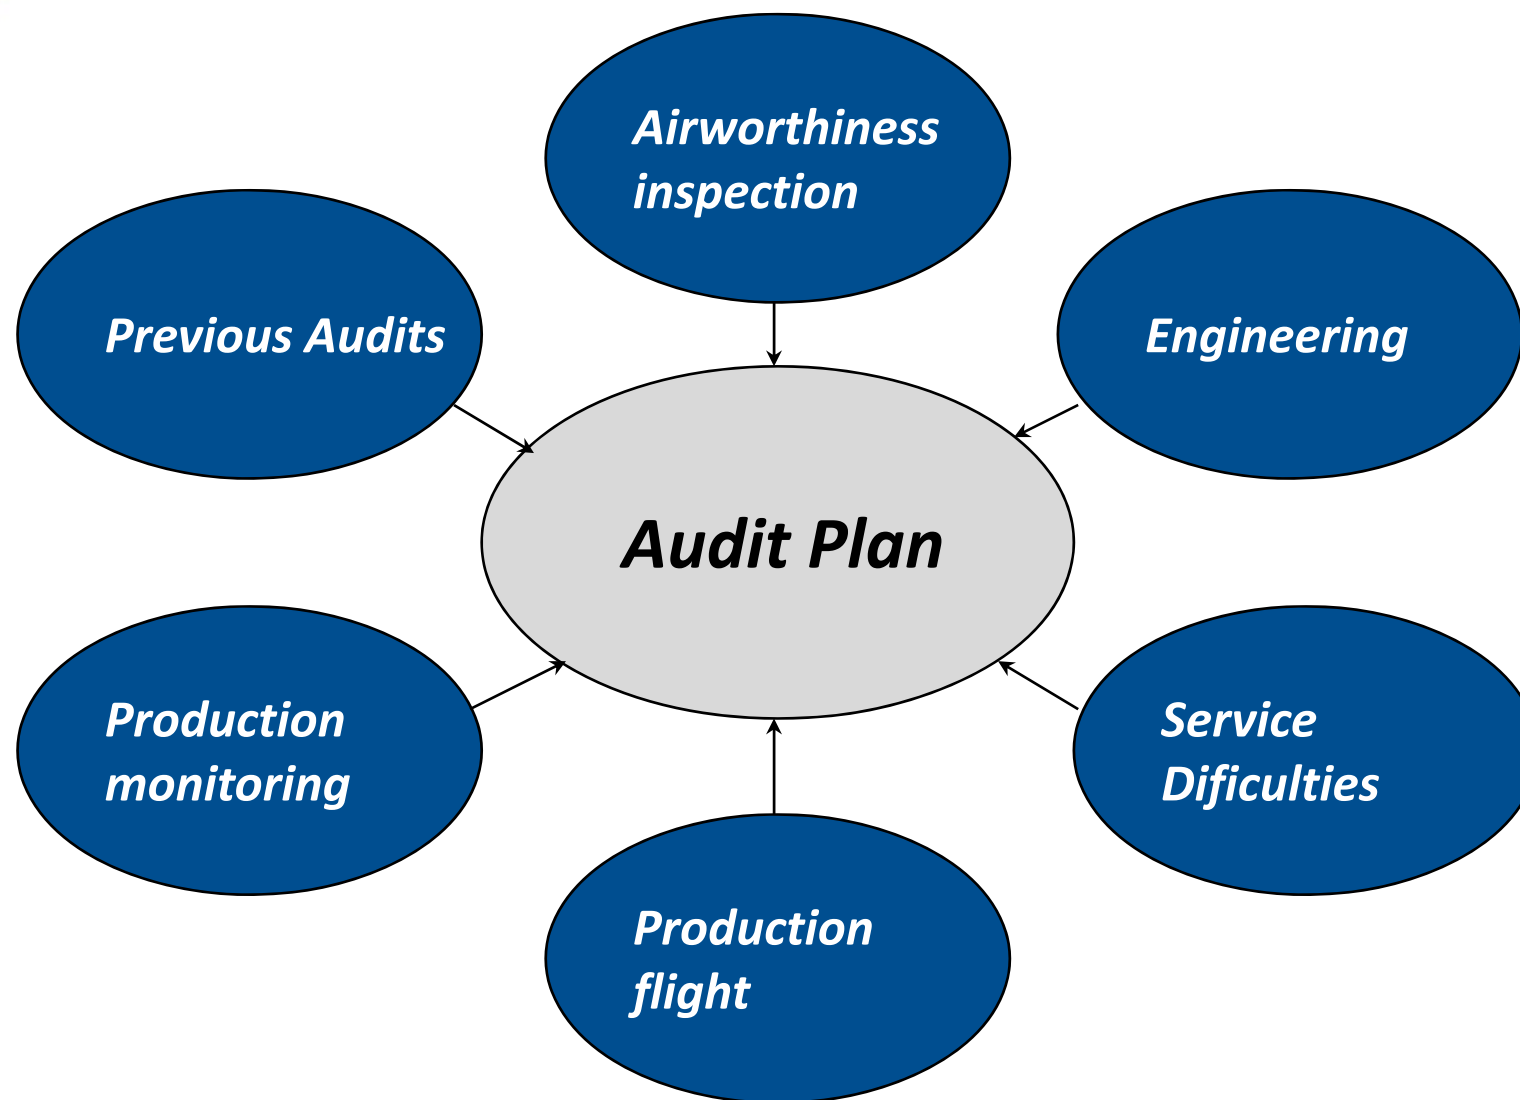 Airworthiness
inspection
Previous Audits
Engineering
Audit Plan
Production
monitoring
Service
Dificulties
Production
flight